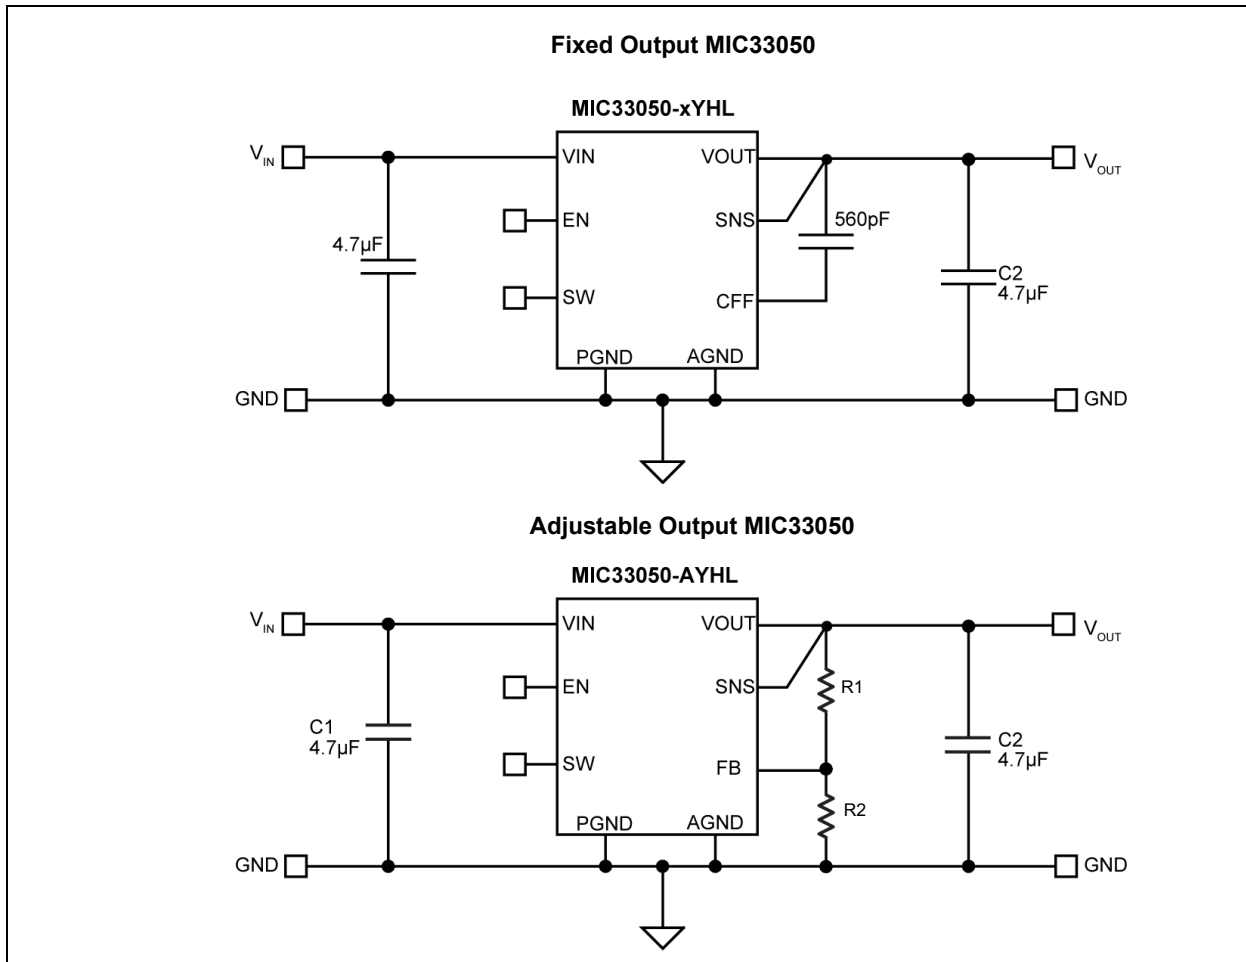 Fixed Output MIC33050
MIC33050-xYHL
VIN
VIN
VOUT
VOUT
EN
SNS
560pF
4.7µF
SW
CFF
C2
4.7µF
PGND
AGND
GND
GND
Adjustable Output MIC33050
MIC33050-AYHL
VIN
VIN
VOUT
VOUT
EN
SNS
R1
C1
4.7µF
SW
FB
C2
4.7µF
R2
PGND
AGND
GND
GND